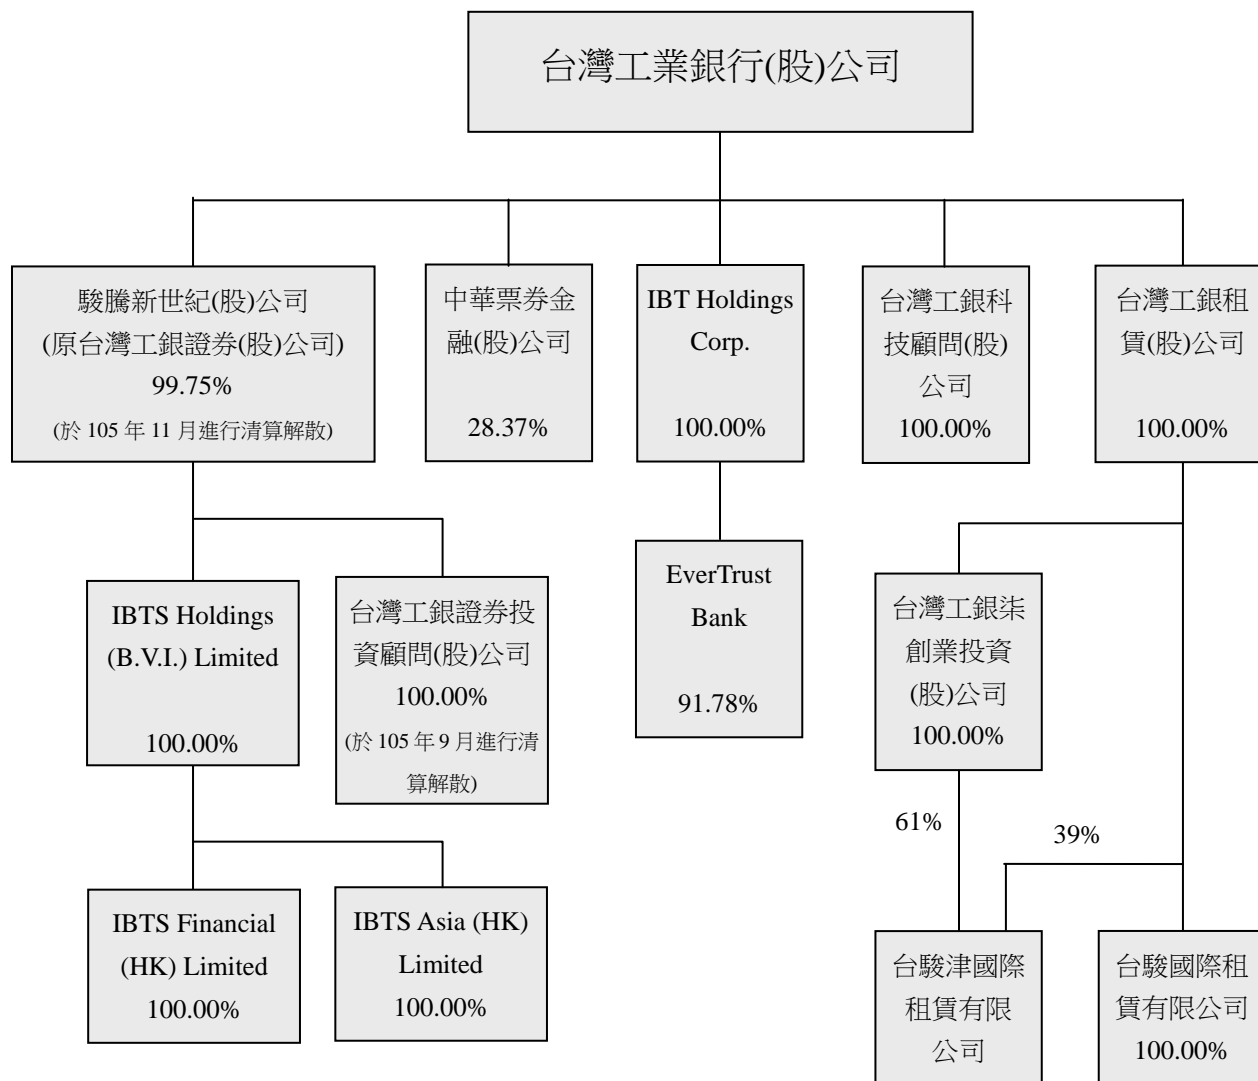 台灣工業銀行(股)公司
駿騰新世紀(股)公司
(原台灣工銀證券(股)公司)
99.75%
(於 105 年 11 月進行清算解散)
中華票券金
融(股)公司
28.37%
IBT Holdings
Corp.
100.00%
台灣工銀科
技顧問(股)
公司
100.00%
台灣工銀租
賃(股)公司
100.00%
IBTS Holdings
(B.V.I.) Limited
100.00%
台灣工銀證券投
資顧問(股)公司
100.00%
(於 105 年 9 月進行清
算解散)
EverTrust
Bank
91.78%
台灣工銀柒
創業投資
(股)公司
100.00%
61%
39%
IBTS Financial
(HK) Limited
100.00%
IBTS Asia (HK)
Limited
100.00%
台駿津國際
租賃有限
公司
台駿國際租
賃有限公司
100.00%